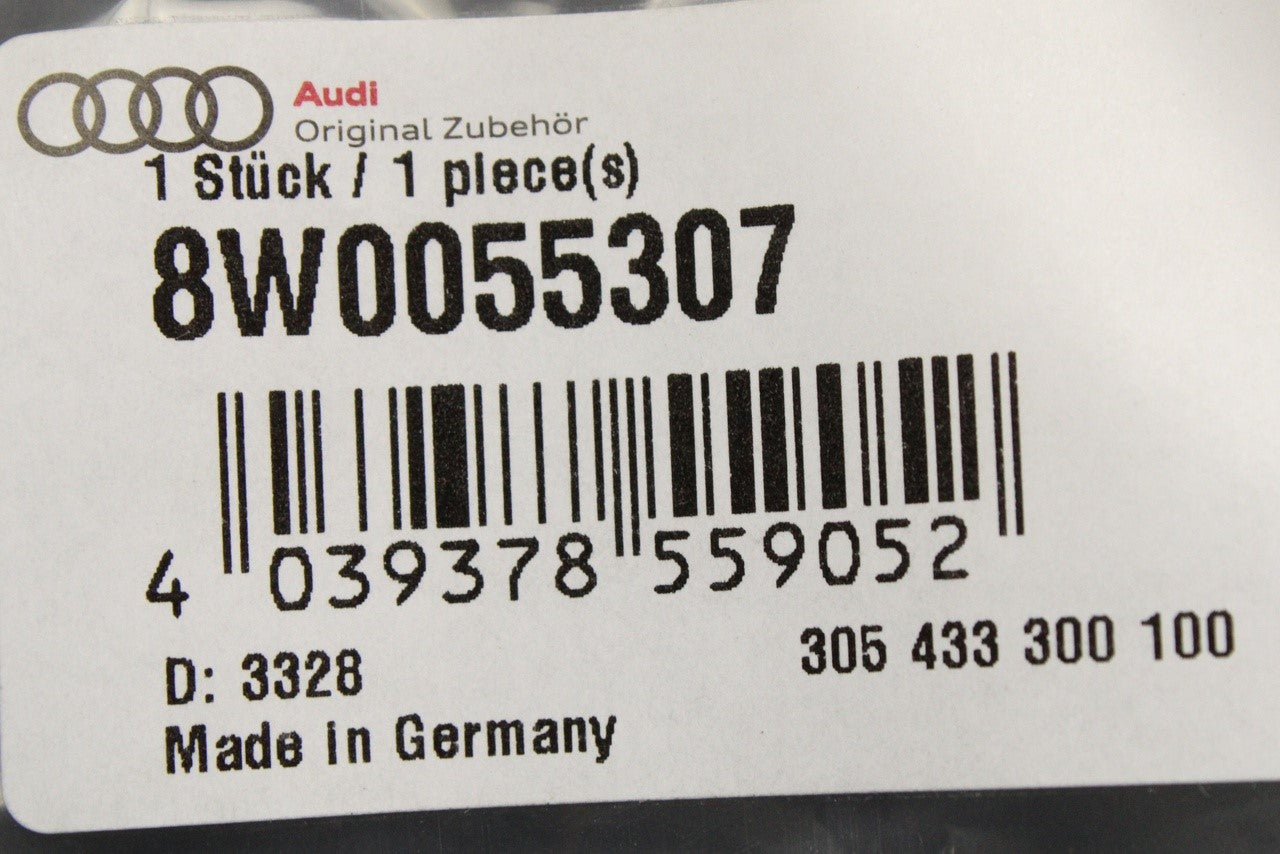 Audi
Original Zubehör
1 Stück / 1 piece(s)
8W0055307
4 039378 559052
D: 3328
305 433 300 100
Made in Germany